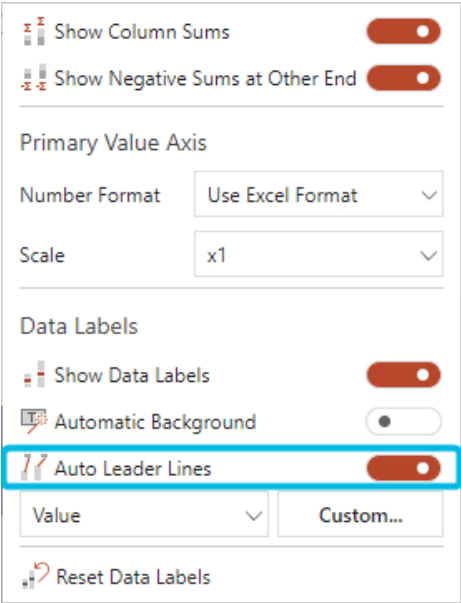 Show Column Sums
Show Negative Sums at Other End
Primary Value Axis
Number Format Use Excel Format
Scale x1
Data Labels
Show Data Labels
Automatic Background
Auto Leader Lines
Value Custom...
Reset Data Labels